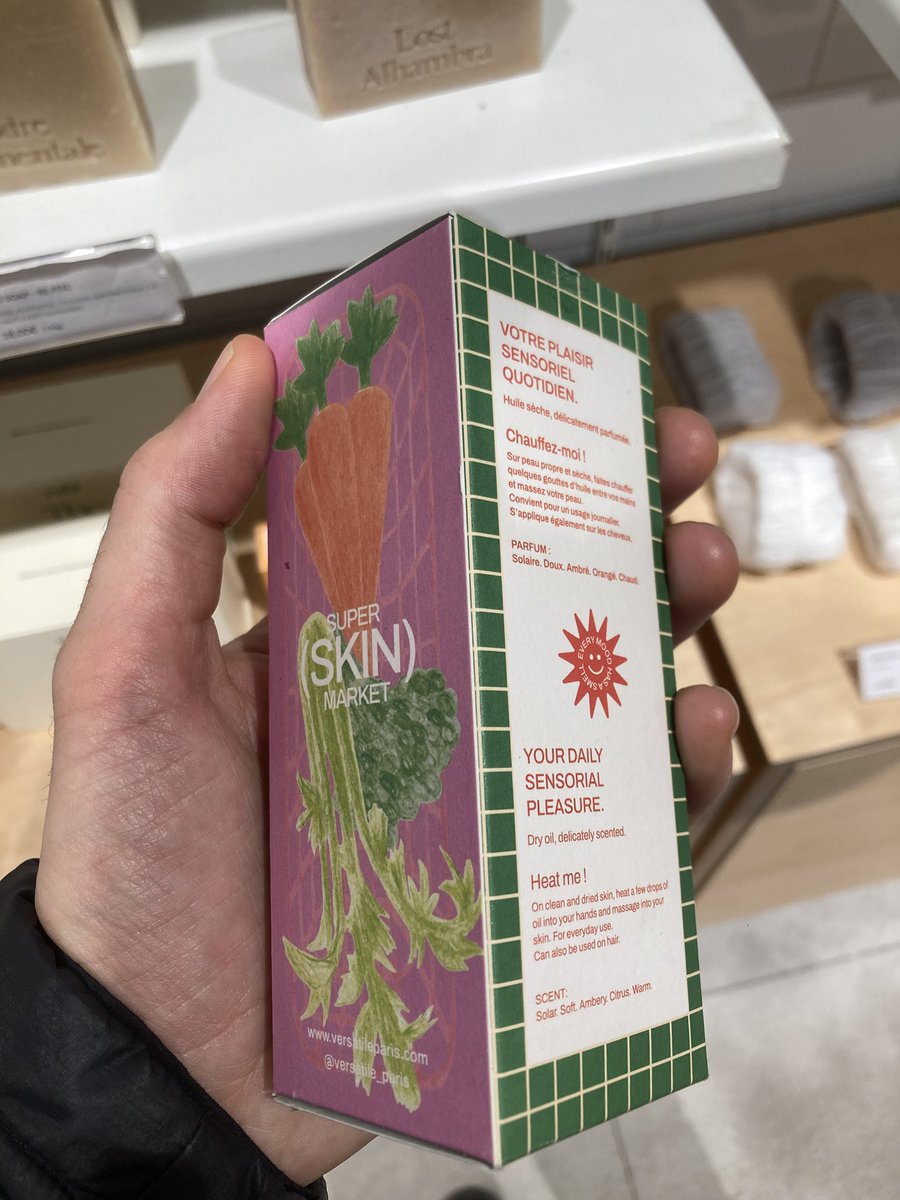 Lost
Alhambra
SUPER
(SKIN)
MARKET
www.versatileparis.com
@versatile_paris
VOTRE PLAISIR
SENSORIEL
QUOTIDIEN.
Huile sèche, délicatement parfumée.
Chauffez-moi !
Sur peau propre et sèche, faites chauffer
quelques gouttes d'huile entre vos mains
et massez votre peau.
Convient pour un usage journalier.
S'applique également sur les cheveux.
PARFUM :
Solaire. Doux. Ambré. Orangé. Chaud.
EVERY MOOD HAS A SMELL
YOUR DAILY
SENSORIAL
PLEASURE.
Dry oil, delicately scented.
Heat me !
On clean and dried skin, heat a few drops of
oil into your hands and massage into your
skin. For everyday use.
Can also be used on hair.
SCENT:
Solar. Soft. Ambery. Citrus. Warm.